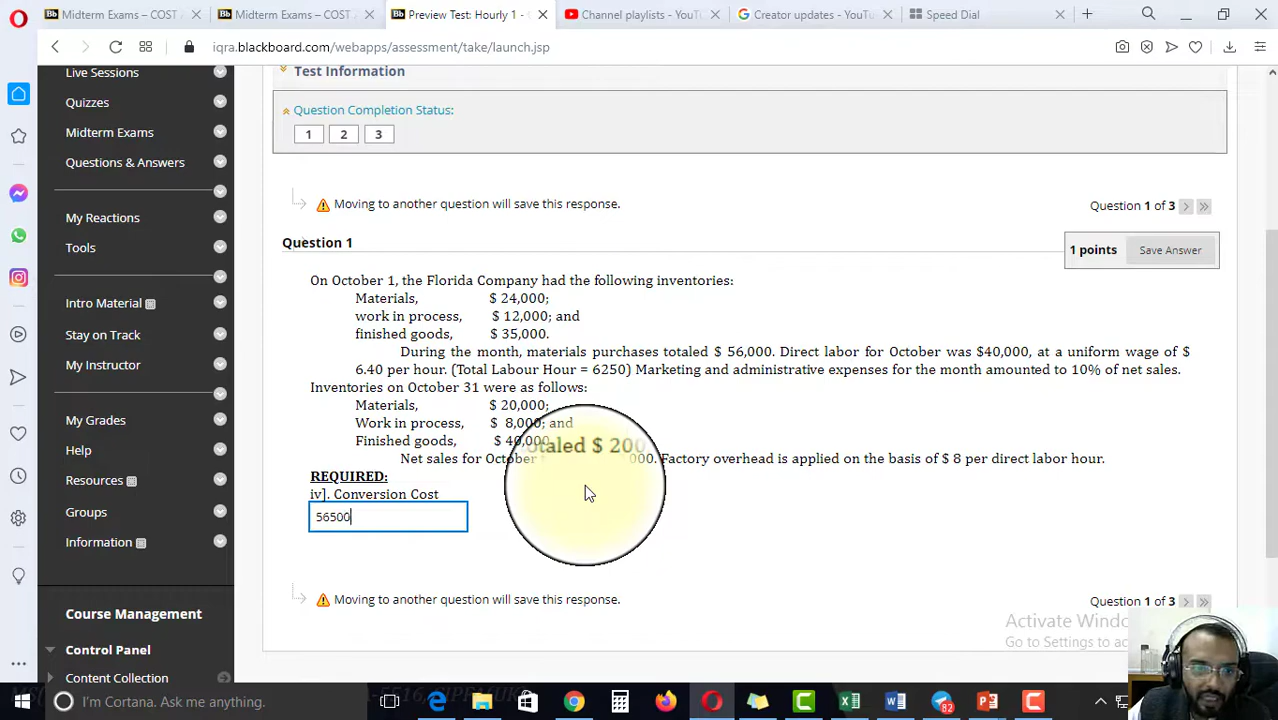 Midterm Exams – COST
Midterm Exams – COST
Bb Preview Test: Hourly 1 -
Channel playlists - YouT
Creator updates - YouTu
Speed Dial
iqra.blackboard.com/webapps/assessment/take/launch.jsp
Live Sessions
Quizzes
Midterm Exams
Questions & Answers
My Reactions
Tools
Intro Material
Stay on Track
My Instructor
My Grades
Help
Resources
Groups
Information
Course Management
Control Panel
Content Collection
Test Information
Question Completion Status:
1 2 3
Moving to another question will save this response.
Question 1 of 3
Question 1
1 points Save Answer
On October 1, the Florida Company had the following inventories:
Materials, $ 24,000;
work in process, $ 12,000; and
finished goods, $ 35,000.
During the month, materials purchases totaled $ 56,000. Direct labor for October was $40,000, at a uniform wage of $
6.40 per hour. (Total Labour Hour = 6250) Marketing and administrative expenses for the month amounted to 10% of net sales.
Inventories on October 31 were as follows:
Materials, $ 20,000;
Work in process, $ 8,000; and
Finished goods, $ 40,000
Net sales for October totaled $ 200 000. Factory overhead is applied on the basis of $ 8 per direct labor hour.
REQUIRED:
iv]. Conversion Cost
56500
Moving to another question will save this response.
Question 1 of 3
Activate Windo
Go to Settings to ac
I'm Cortana. Ask me anything.
82